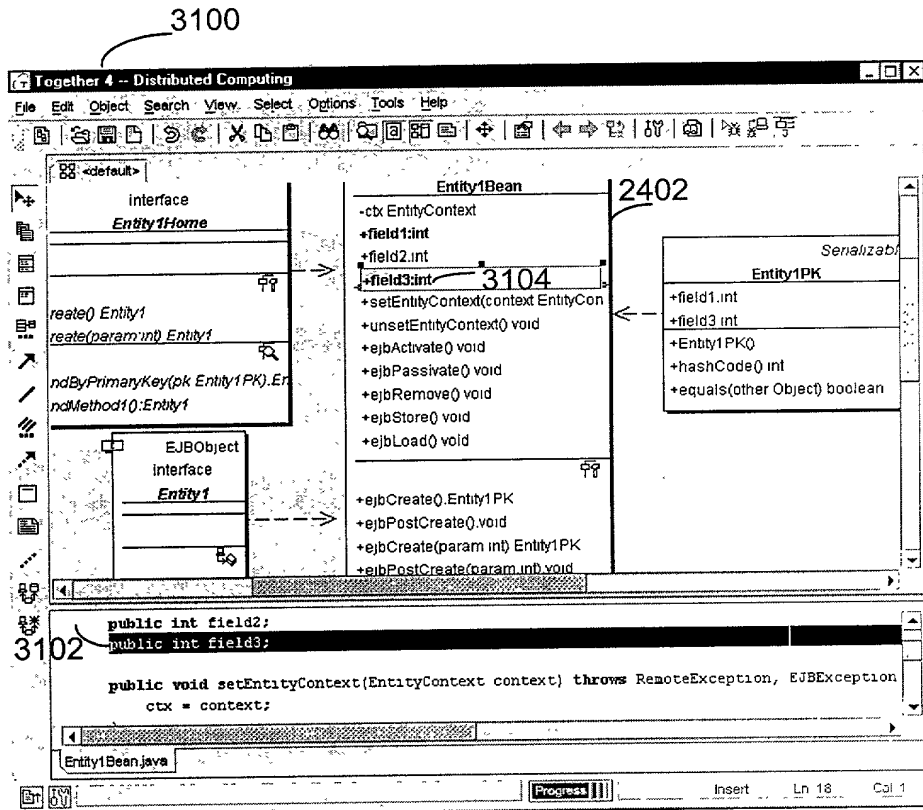 3100
Together 4 -- Distributed Computing
File Edit Object Search View Select Options Tools Help
<default>
interface
Entity1Home
reate() Entity1
reate(param:int) Entity1
ndByPrimaryKey(pk Entity1PK).En
ndMethod1():Entity1
EJBObject
interface
Entity1
Entity1Bean
-ctx EntityContext
+field1:int
+field2.int
+field3:int
3104
+setEntityContext(context EntityCon
+unsetEntityContext() void
+ejbActivate() void
+ejbPassivate() void
+ejbRemove() void
+ejbStore() void
+ejbLoad() void
+ejbCreate().Entity1PK
+ejbPostCreate().void
+ejbCreate(param int) Entity1PK
+ejbPostCreate(param.int).void
2402
Serializabl
Entity1PK
+field1.int
+field3 int
+Entity1PK()
+hashCode() int
+equals(other Object) boolean
3102
public int field2;
public int field3;
public void setEntityContext(EntityContext context) throws RemoteException, EJBException
ctx = context;
Entity1Bean.java
Progress Insert Ln 18 Col 1